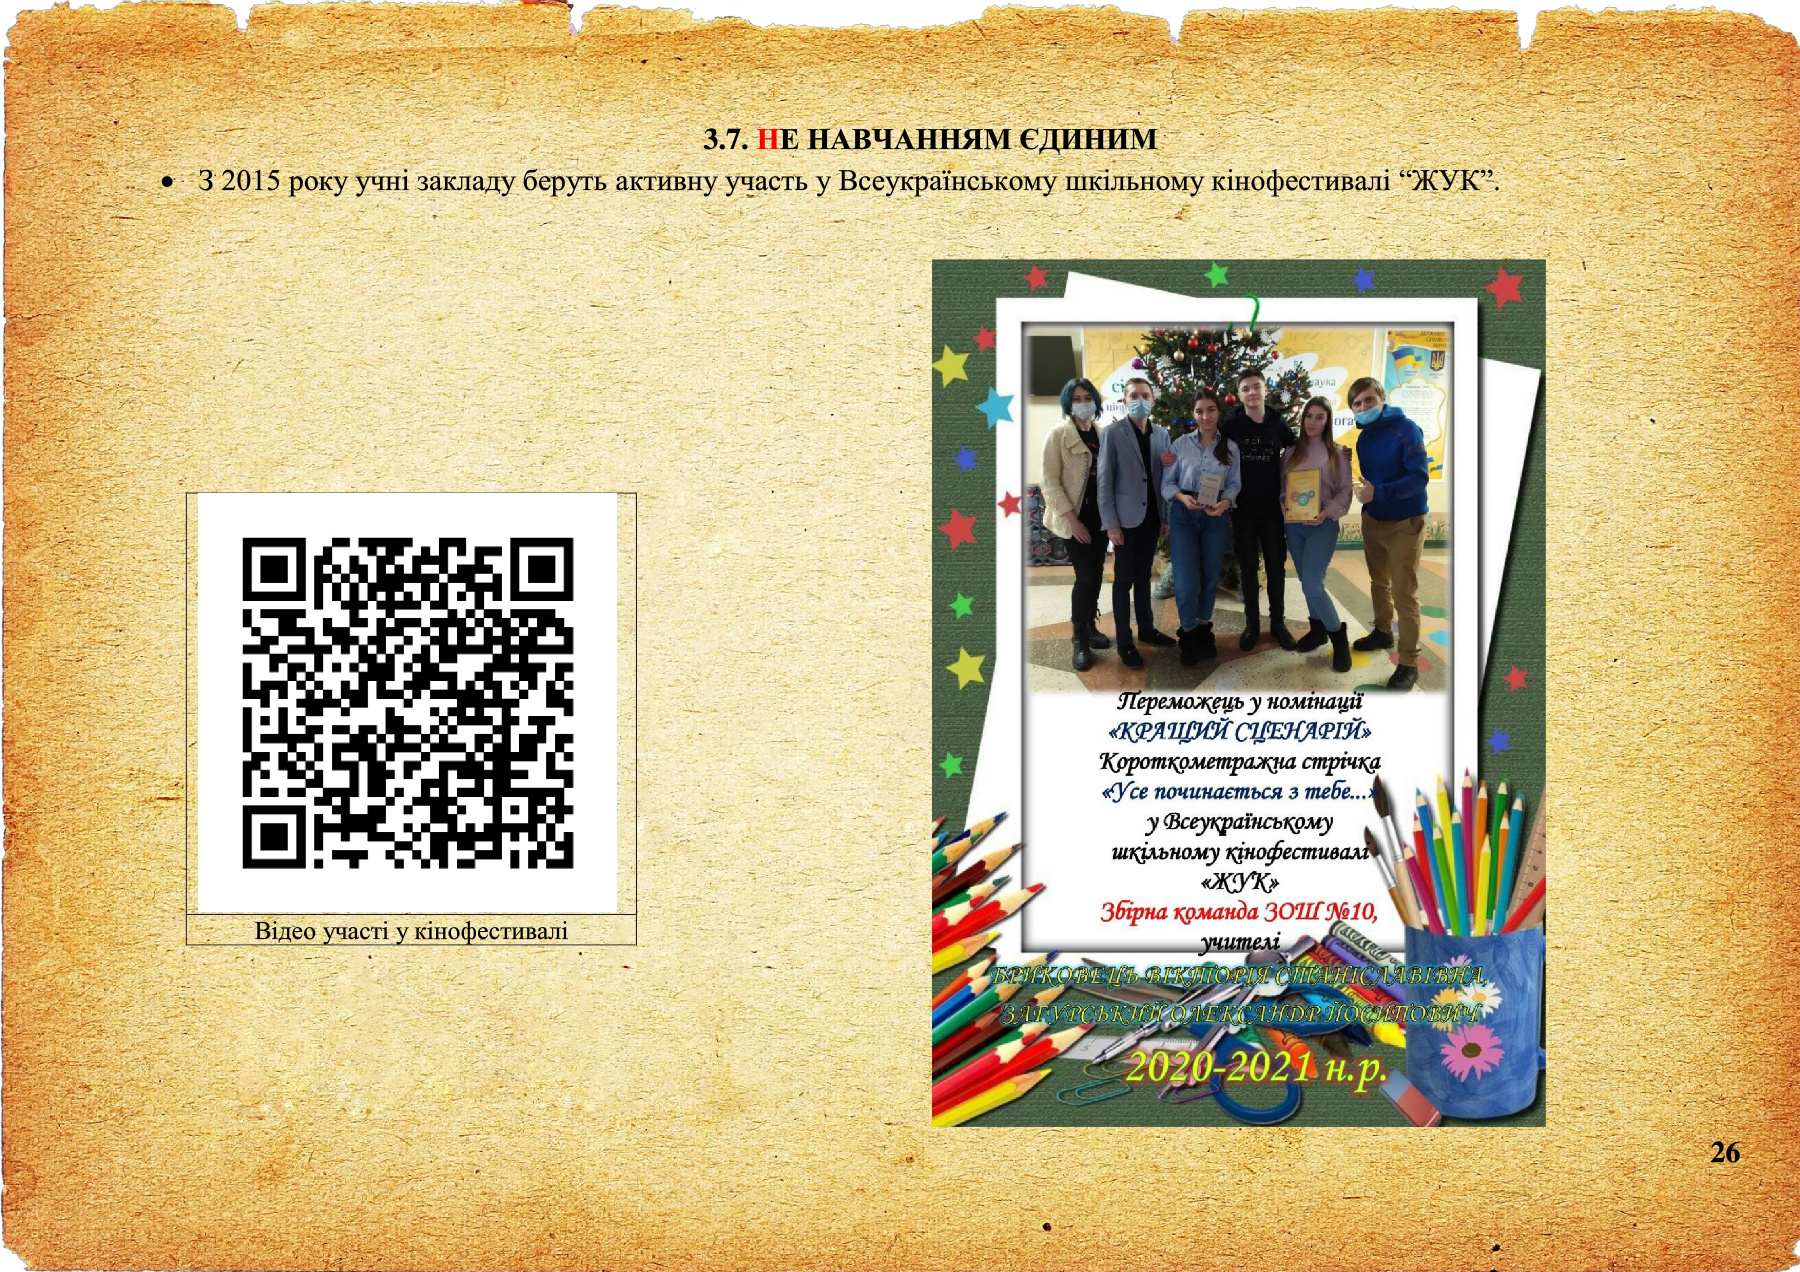 3.7. НЕ НАВЧАННЯМ ЄДИНИМ
• З 2015 року учні закладу беруть активну участь у Всеукраїнському шкільному кінофестивалі “ЖУК”.
Відео участі у кінофестивалі
Переможець у номінації
«КРАЩИЙ СЦЕНАРІЙ»
Короткометражна стрічка
«Усе починається з тебе...»
у Всеукраїнському
шкільному кінофестивалі
«ЖУК»
Збірна команда ЗОШ №10,
учителі
БРИКОВЕЦЬ ВІКТОРІЯ СТАНІСЛАВІВНА,
ЗАГУРСЬКИЙ ОЛЕКСАНДР ЙОСИПОВИЧ
2020-2021 н.р.
26